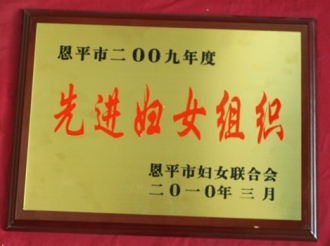 恩平市二00九年度
先进妇女组织
恩平市妇女联合会
二0一0年三月